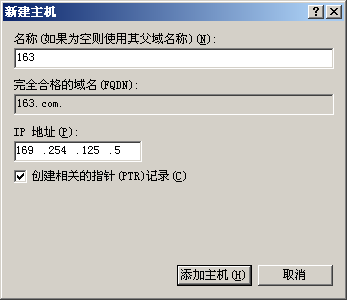 新建主机
名称(如果为空则使用其父域名称)(N):
163
完全合格的域名(FQDN):
163.com.
IP 地址(P):
169 .254 .125 .5
创建相关的指针(PTR)记录(C)
添加主机(H) 取消